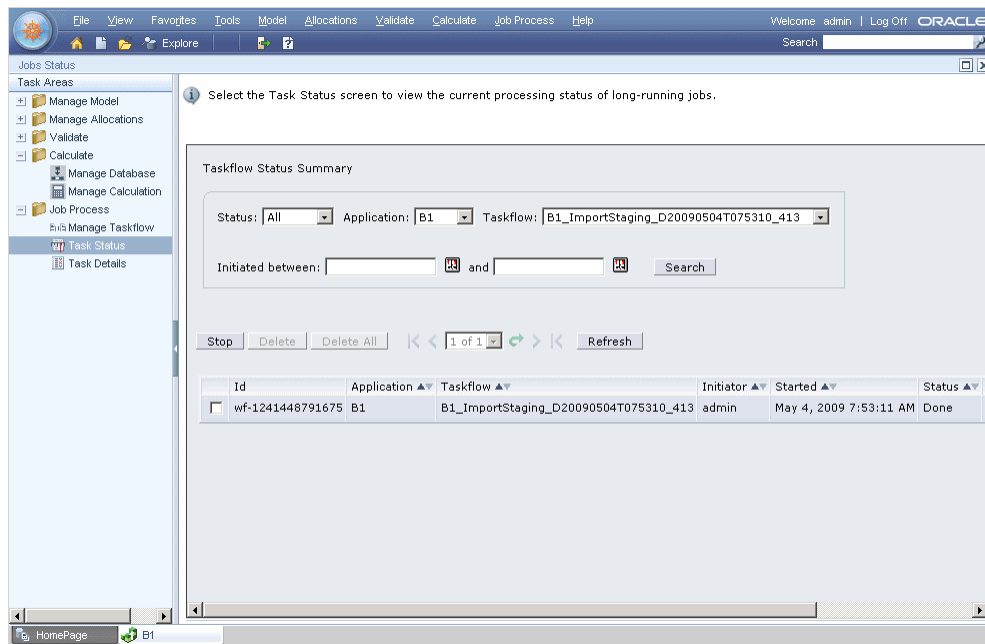 File View Favorites Tools Model Allocations Validate Calculate Job Process Help Welcome admin | Log Off ORACLE
Explore Search
Jobs Status
Task Areas
Manage Model
Manage Allocations
Validate
Calculate
Manage Database
Manage Calculation
Job Process
Manage Taskflow
Task Status
Task Details
Select the Task Status screen to view the current processing status of long-running jobs.
Taskflow Status Summary
Status: All Application: B1 Taskflow: B1_ImportStaging_D20090504T075310_413
Initiated between: and Search
Stop Delete Delete All 1 of 1 Refresh
Id Application Taskflow Initiator Started Status
wf-1241448791675 B1 B1_ImportStaging_D20090504T075310_413 admin May 4, 2009 7:53:11 AM Done
HomePage B1